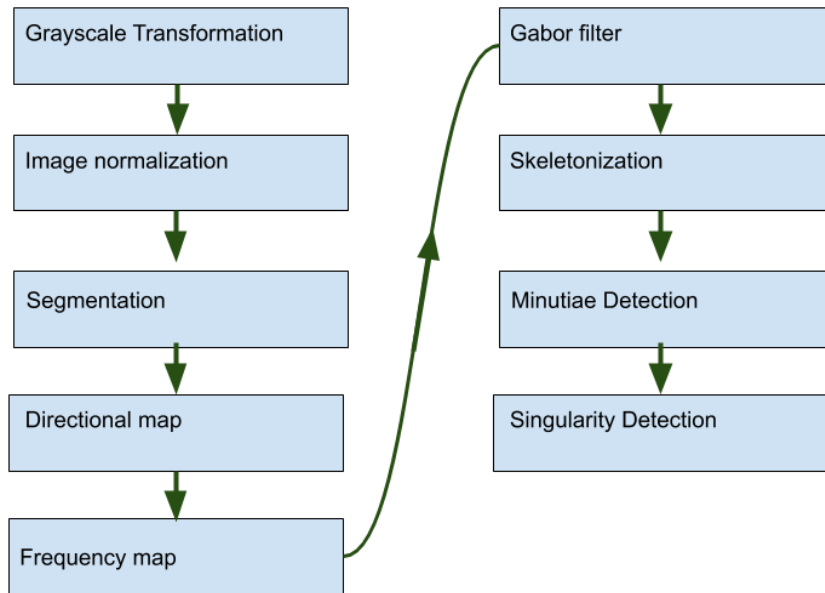 Grayscale Transformation
Image normalization
Segmentation
Directional map
Frequency map
Gabor filter
Skeletonization
Minutiae Detection
Singularity Detection